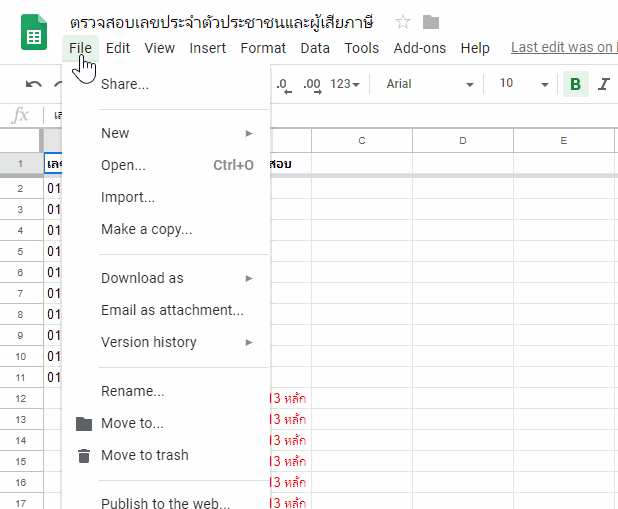 ตรวจสอบเลขประจำตัวประชาชนและผู้เสียภาษี
File Edit View Insert Format Data Tools Add-ons Help Last edit was on
Share... .0 .00 123 Arial 10 B I
fx
C D E
New
1 สอบ
Open... Ctrl+O
2 01
Import...
3 01
4 01
Make a copy...
5 01
6 01
Download as
7 01
8 01
Email as attachment...
9 01
Version history
10 01
11 01
Rename...
12 13 หลัก
13 Move to... 13 หลัก
14 13 หลัก
15 Move to trash 13 หลัก
16 13 หลัก
17 Publish to the web... 13 หลัก